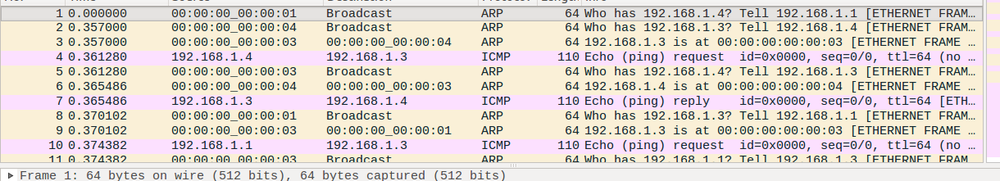 1 0.000000 00:00:00_00:00:01 Broadcast ARP 64 Who has 192.168.1.4? Tell 192.168.1.1 [ETHERNET FRAM…
2 0.357000 00:00:00_00:00:04 Broadcast ARP 64 Who has 192.168.1.3? Tell 192.168.1.4 [ETHERNET FRAM…
3 0.357000 00:00:00_00:00:03 00:00:00_00:00:04 ARP 64 192.168.1.3 is at 00:00:00:00:00:03 [ETHERNET FRAME …
4 0.361280 192.168.1.4 192.168.1.3 ICMP 110 Echo (ping) request id=0x0000, seq=0/0, ttl=64 (no …
5 0.361280 00:00:00_00:00:03 Broadcast ARP 64 Who has 192.168.1.4? Tell 192.168.1.3 [ETHERNET FRAM…
6 0.365486 00:00:00_00:00:04 00:00:00_00:00:03 ARP 64 192.168.1.4 is at 00:00:00:00:00:04 [ETHERNET FRAME …
7 0.365486 192.168.1.3 192.168.1.4 ICMP 110 Echo (ping) reply id=0x0000, seq=0/0, ttl=64 [ETH…
8 0.370102 00:00:00_00:00:01 Broadcast ARP 64 Who has 192.168.1.3? Tell 192.168.1.1 [ETHERNET FRAM…
9 0.370102 00:00:00_00:00:03 00:00:00_00:00:01 ARP 64 192.168.1.3 is at 00:00:00:00:00:03 [ETHERNET FRAME …
10 0.374382 192.168.1.1 192.168.1.3 ICMP 110 Echo (ping) request id=0x0000, seq=0/0, ttl=64 (no …
11 0.374382 00:00:00_00:00:03 Broadcast ARP 64 Who has 192.168.1.1? Tell 192.168.1.3 [ETHERNET FRAM…
Frame 1: 64 bytes on wire (512 bits), 64 bytes captured (512 bits)